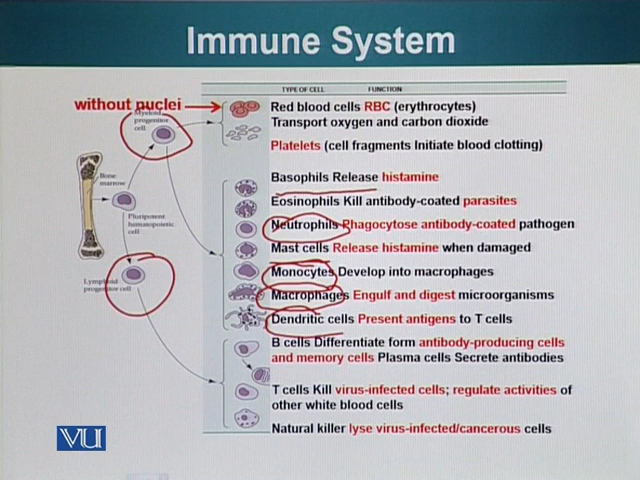 Immune System
TYPE OF CELL FUNCTION
without nuclei
Red blood cells RBC (erythrocytes)
Transport oxygen and carbon dioxide
Myeloid
progenitor
cell
Platelets (cell fragments Initiate blood clotting)
Basophils Release histamine
Bone
marrow
Eosinophils Kill antibody-coated parasites
Pluripotent
hematopoietic
cell
Neutrophils Phagocytose antibody-coated pathogen
Mast cells Release histamine when damaged
Monocytes Develop into macrophages
Lymphoid
progenitor cell
Macrophages Engulf and digest microorganisms
Dendritic cells Present antigens to T cells
B cells Differentiate form antibody-producing cells
and memory cells Plasma cells Secrete antibodies
T cells Kill virus-infected cells; regulate activities of
other white blood cells
Natural killer lyse virus-infected/cancerous cells
VU